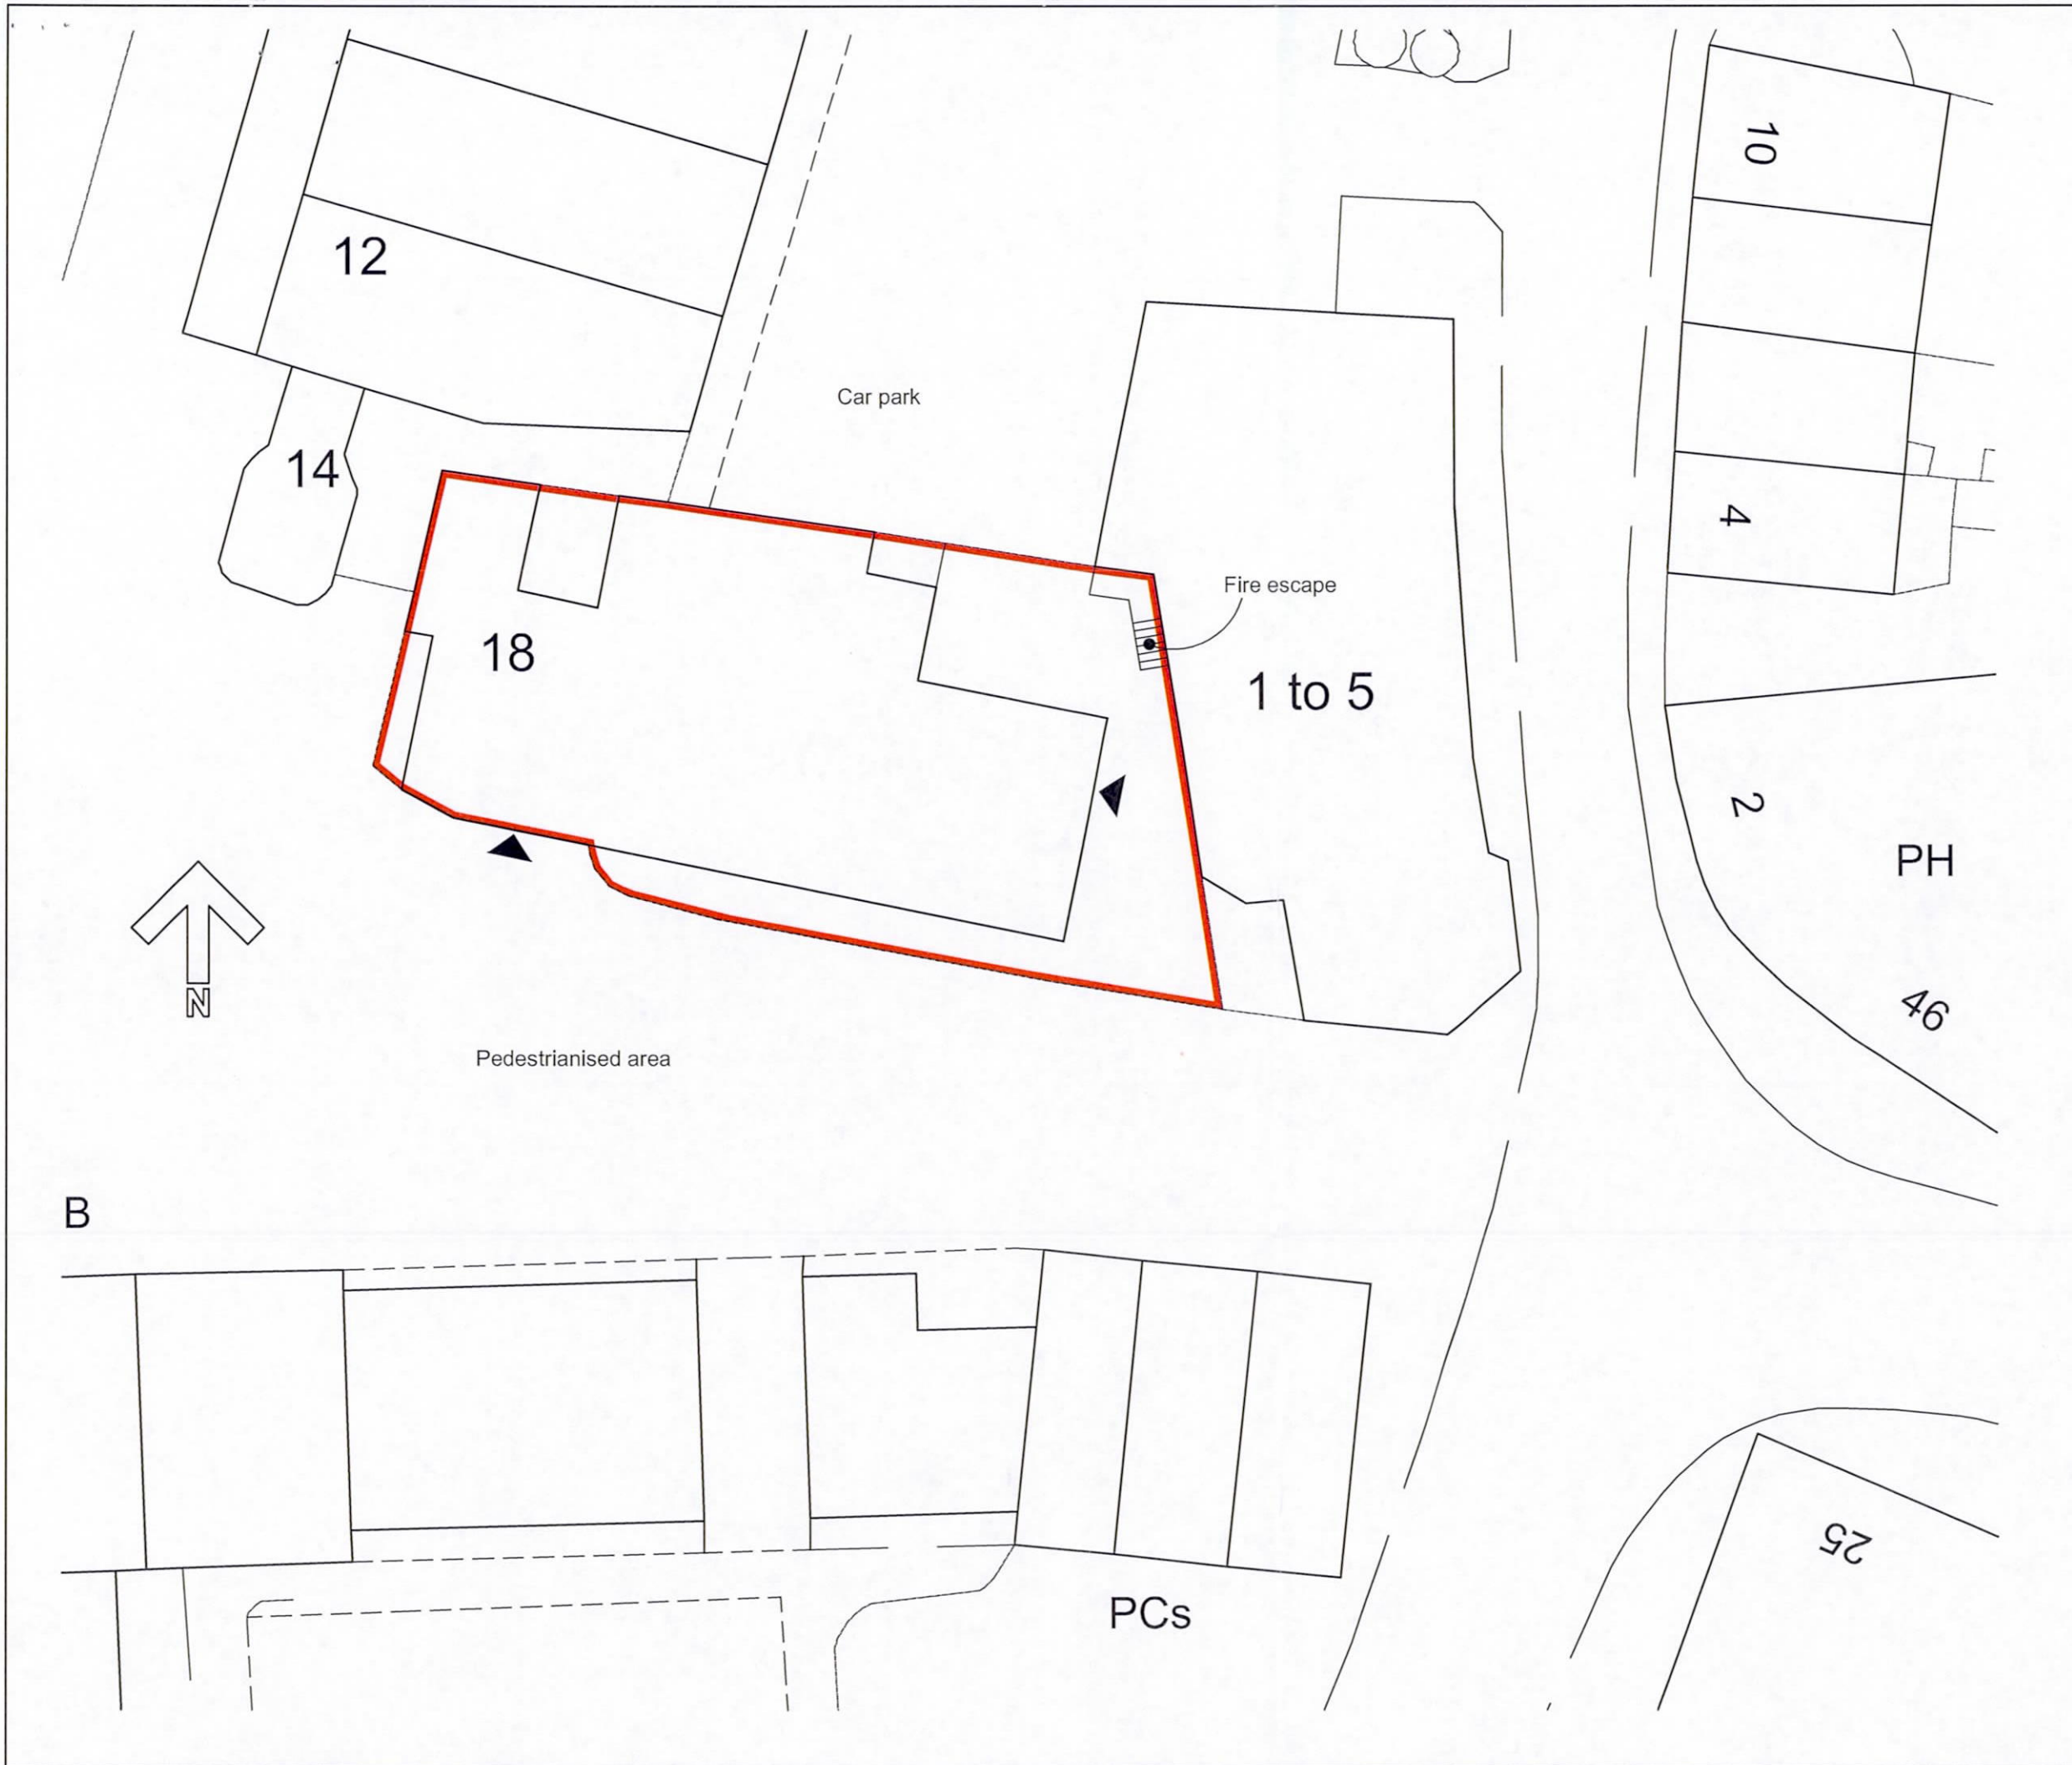 10
12
Car park
14
4
Fire escape
18
1 to 5
2
PH
N
46
Pedestrianised area
B
25
PCs